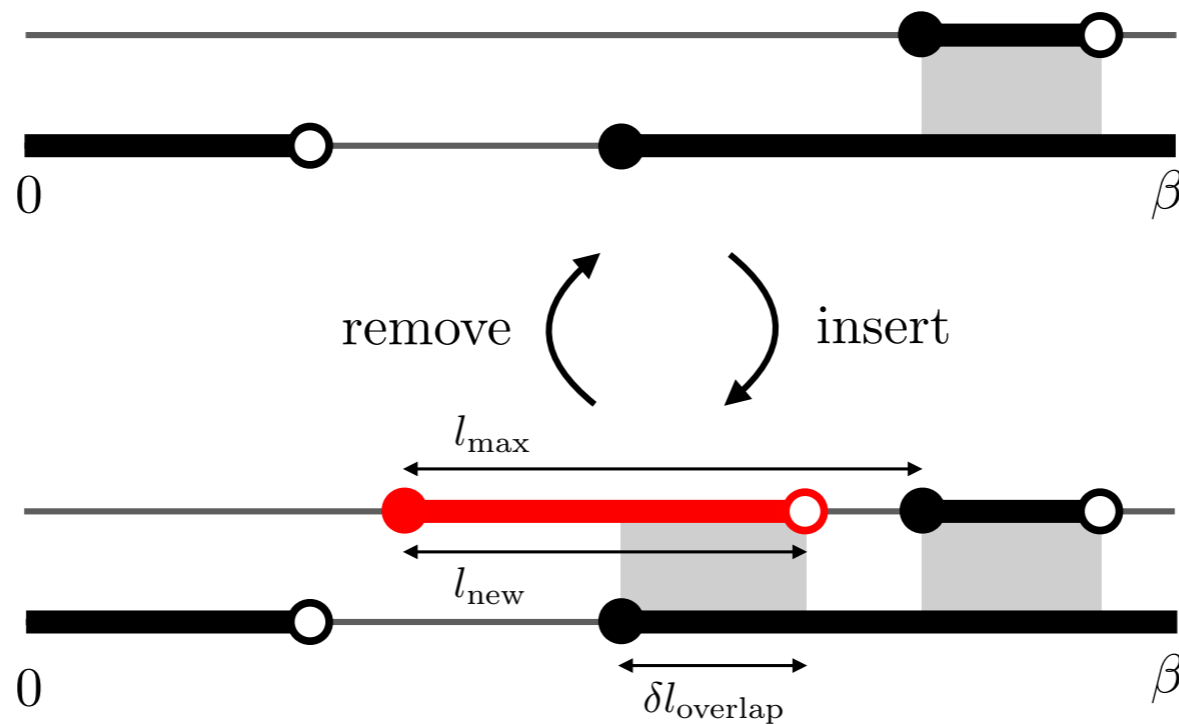 0 β
remove insert
l_max
l_new
0 β
δl_overlap